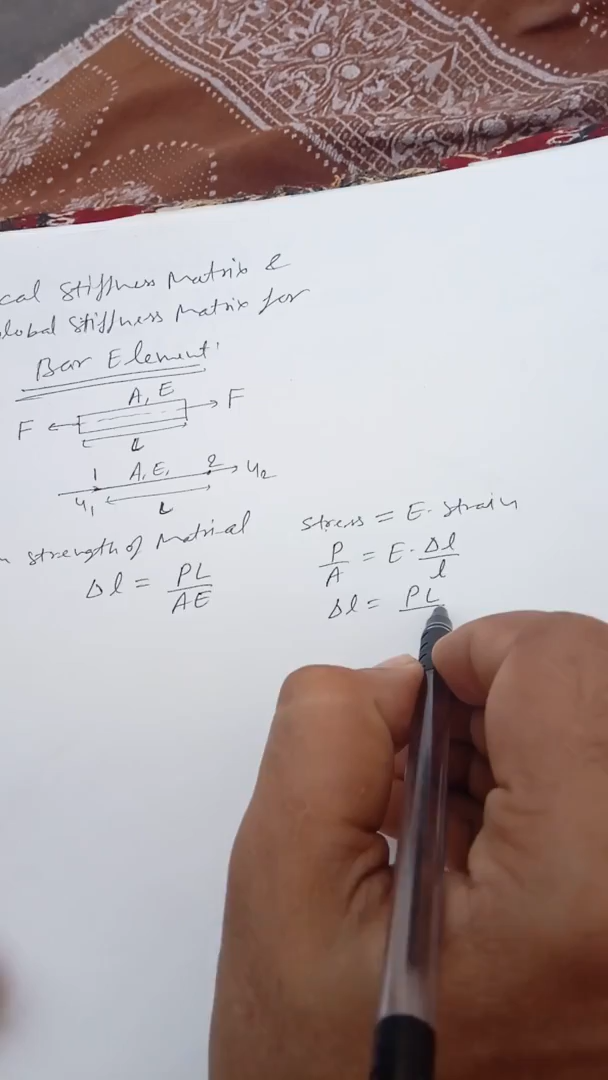 cal Stiffness Matrix &
lobal Stiffness Matrix for
Bar Element
A, E
F F
L
1 A, E, 2 u2
u1 L
strength of Matrial
Δl = PL / AE
Stress = E. Strain
P / A = E. Δl / l
Δl = PL